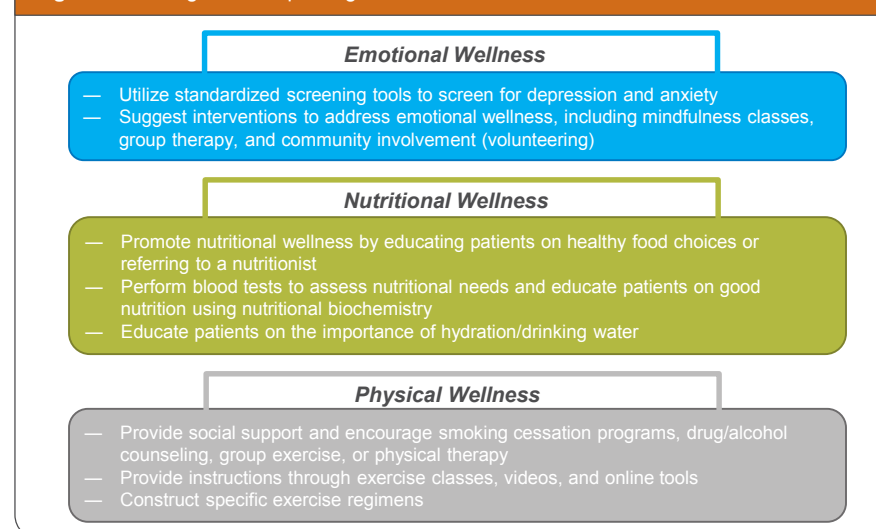 Emotional Wellness
— Utilize standardized screening tools to screen for depression and anxiety
— Suggest interventions to address emotional wellness, including mindfulness classes,
group therapy, and community involvement (volunteering)
Nutritional Wellness
— Promote nutritional wellness by educating patients on healthy food choices or
referring to a nutritionist
— Perform blood tests to assess nutritional needs and educate patients on good
nutrition using nutritional biochemistry
— Educate patients on the importance of hydration/drinking water
Physical Wellness
— Provide social support and encourage smoking cessation programs, drug/alcohol
counseling, group exercise, or physical therapy
— Provide instructions through exercise classes, videos, and online tools
— Construct specific exercise regimens